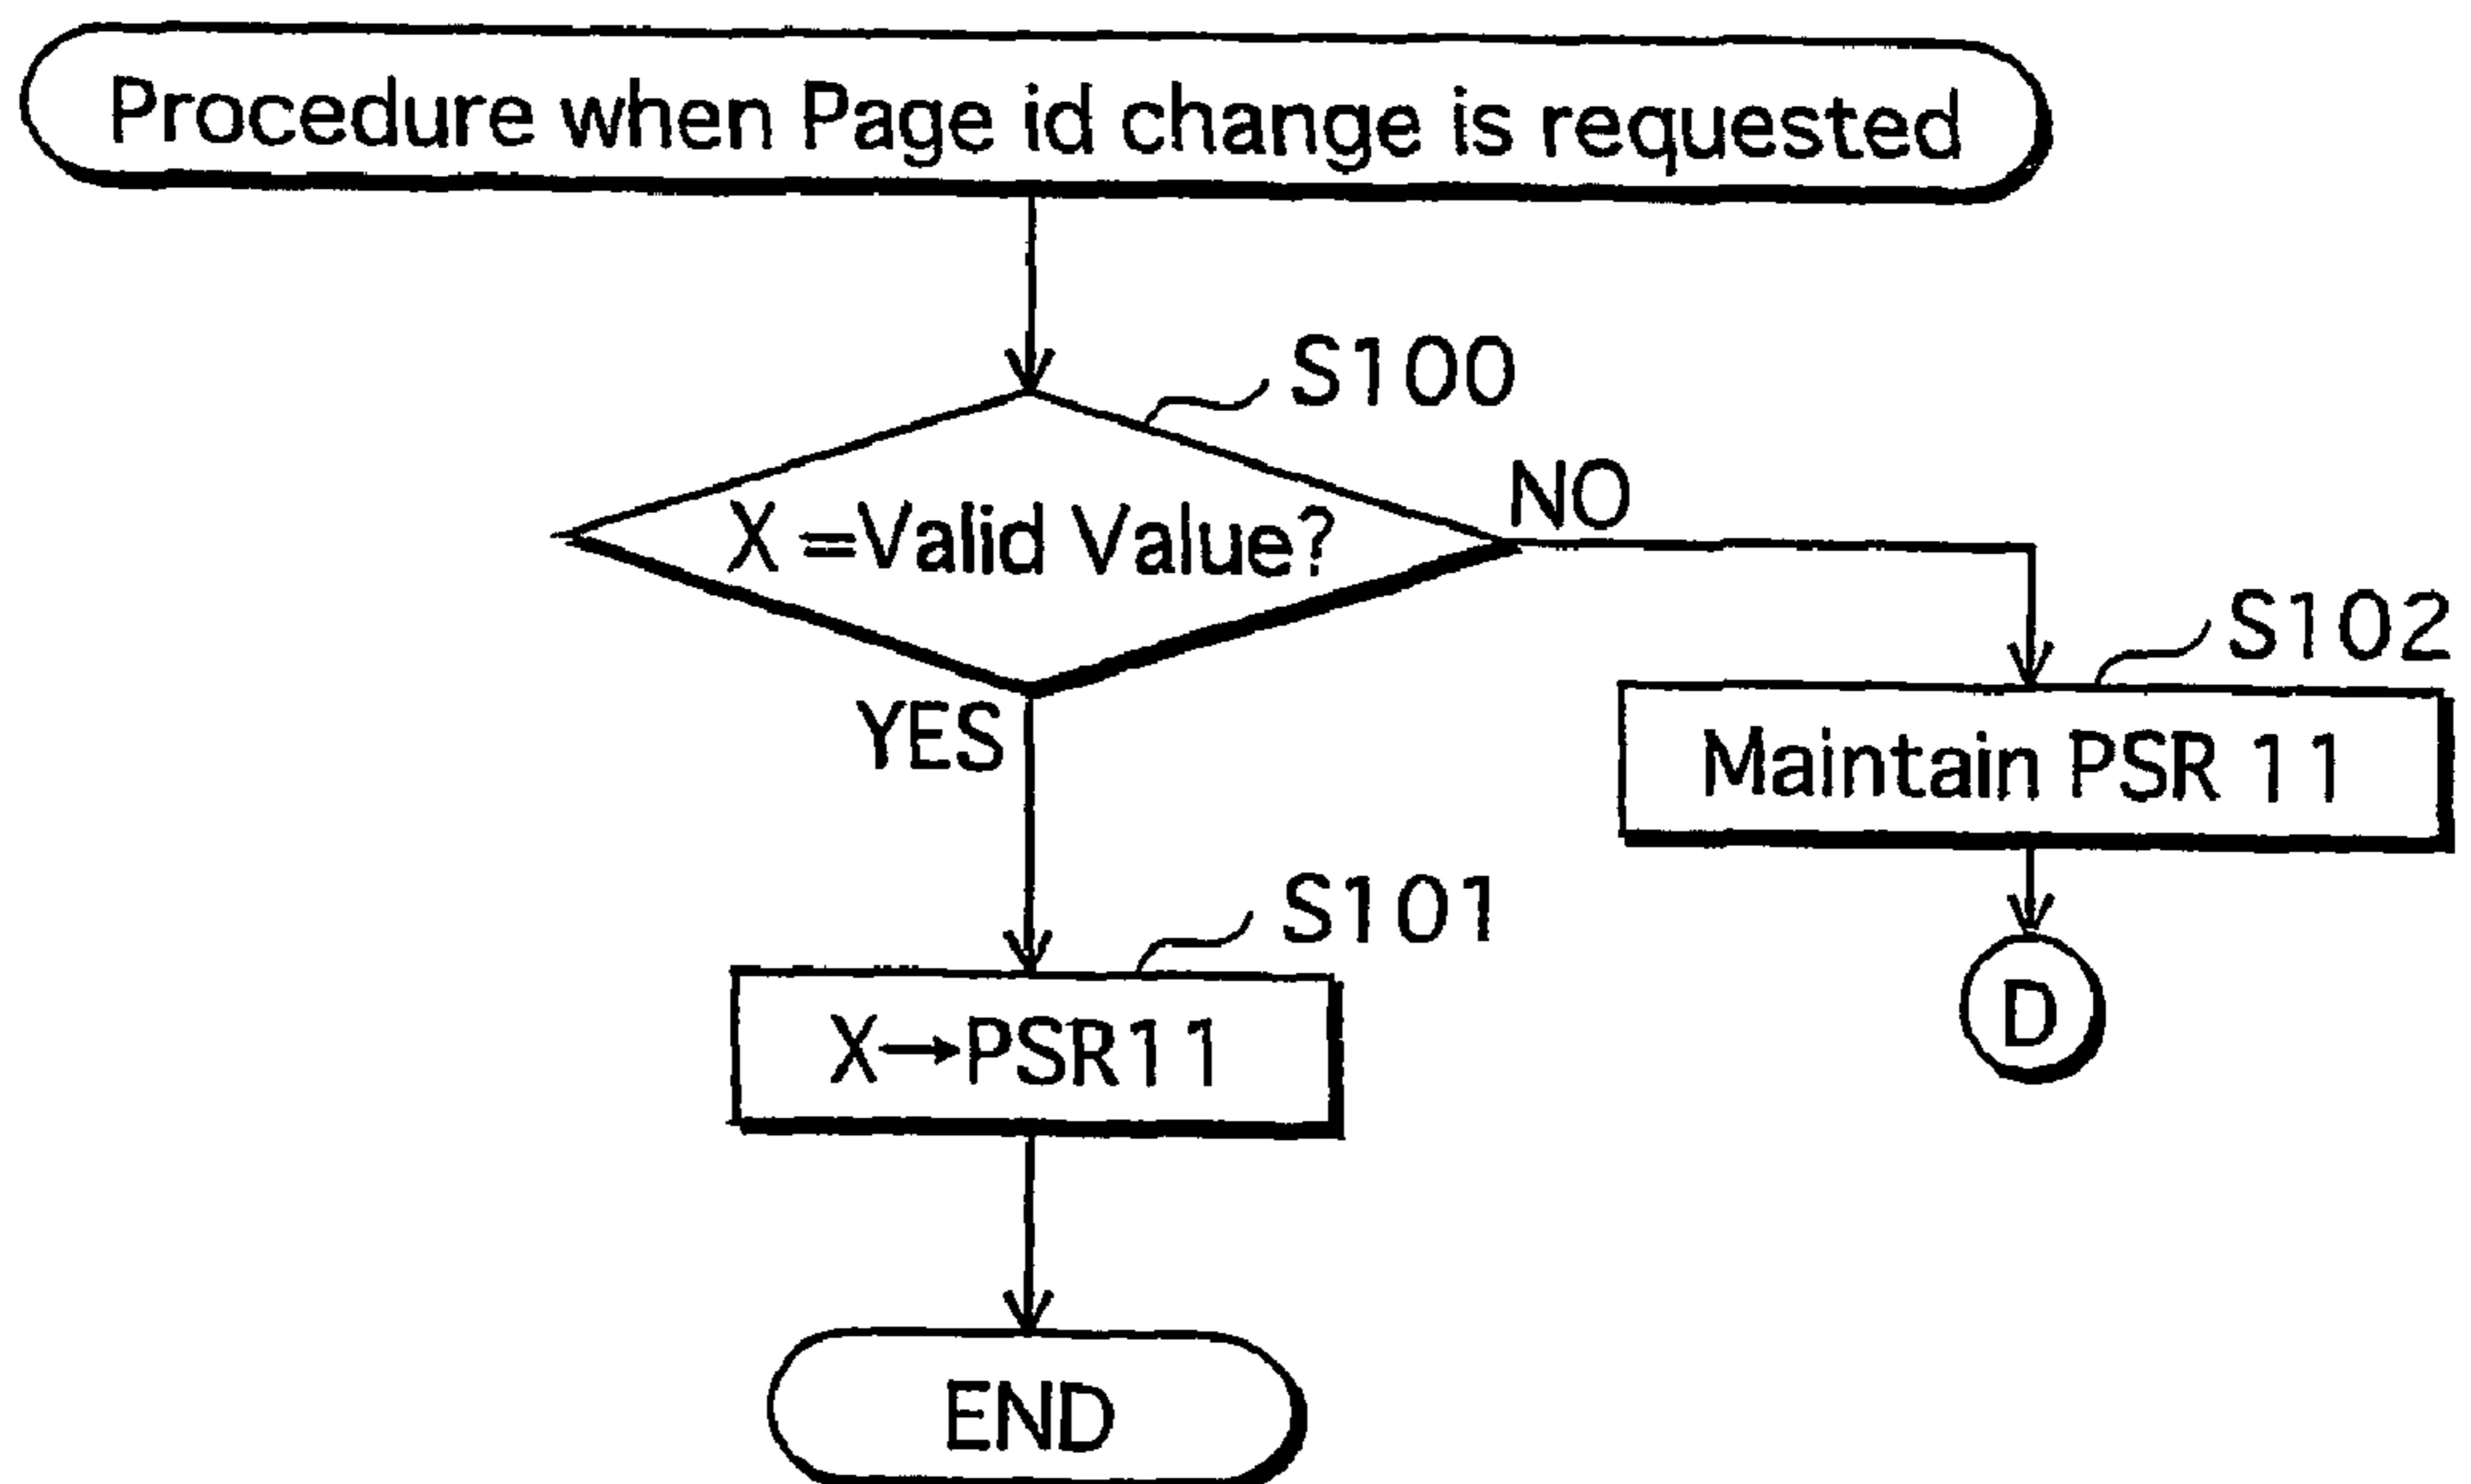 Procedure when Page id change is requested
S100
X =Valid Value?
NO
S102
YES
Maintain PSR 11
S101
D
X→PSR11
END